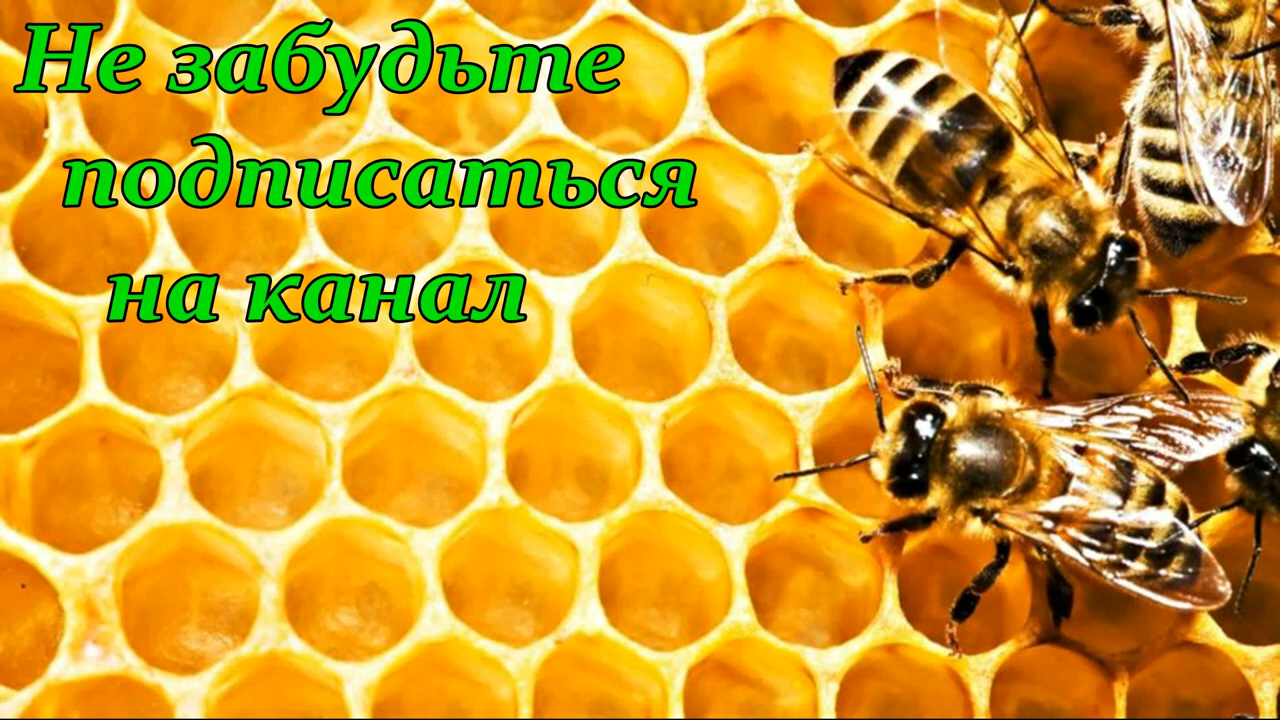 Не забудьте
подписаться
на канал